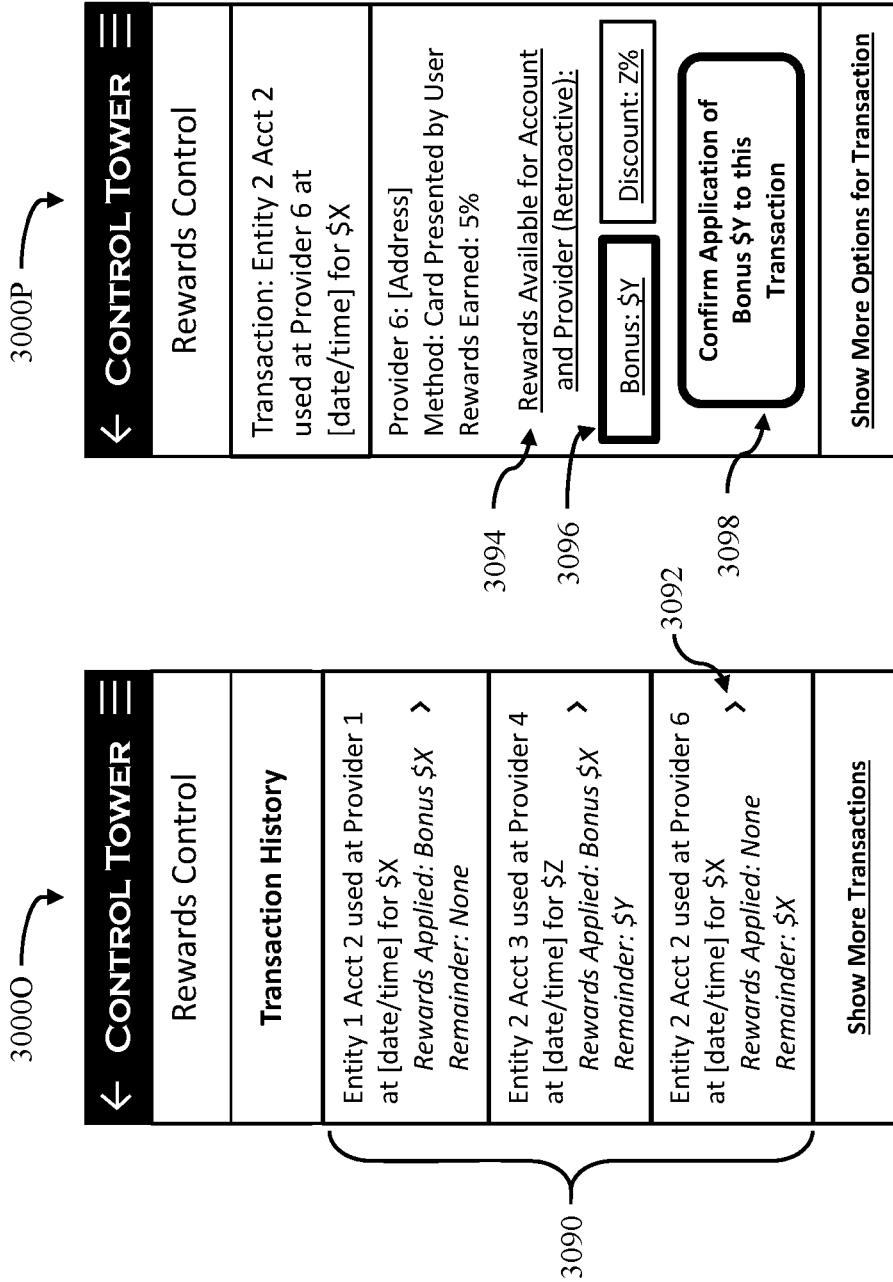 3000O
← CONTROL TOWER
Rewards Control
Transaction History
Entity 1 Acct 2 used at Provider 1
at [date/time] for $X
Rewards Applied: Bonus $X
Remainder: None
Entity 2 Acct 3 used at Provider 4
at [date/time] for $Z
Rewards Applied: Bonus $X
Remainder: $Y
Entity 2 Acct 2 used at Provider 6
at [date/time] for $X
Rewards Applied: None
Remainder: $X
Show More Transactions
3090
3092
3000P
← CONTROL TOWER
Rewards Control
Transaction: Entity 2 Acct 2
used at Provider 6 at
[date/time] for $X
Provider 6: [Address]
Method: Card Presented by User
Rewards Earned: 5%
Rewards Available for Account
and Provider (Retroactive):
Bonus: $Y
Discount: Z%
Confirm Application of
Bonus $Y to this
Transaction
Show More Options for Transaction
3094
3096
3098